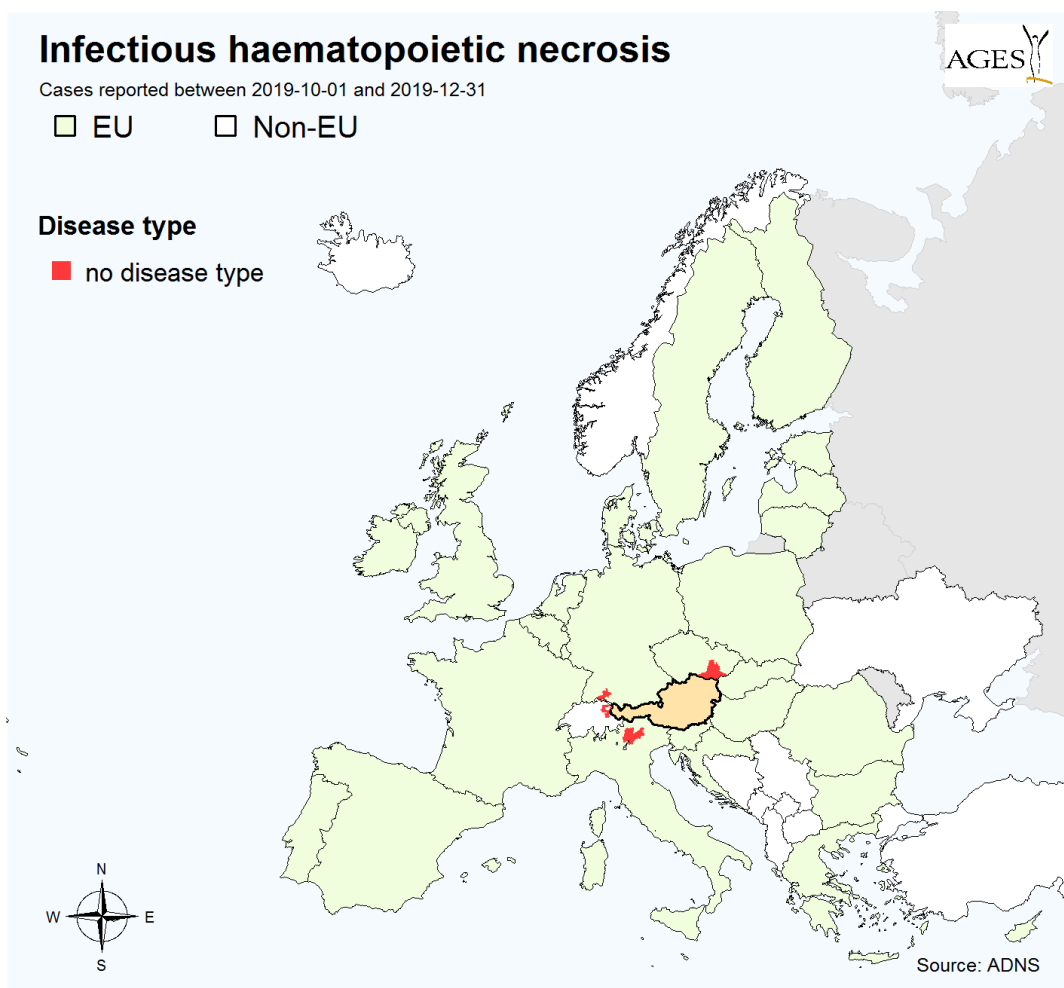 Infectious haematopoietic necrosis
AGES
Cases reported between 2019-10-01 and 2019-12-31
EU Non-EU
Disease type
no disease type
N
W E
S
Source: ADNS